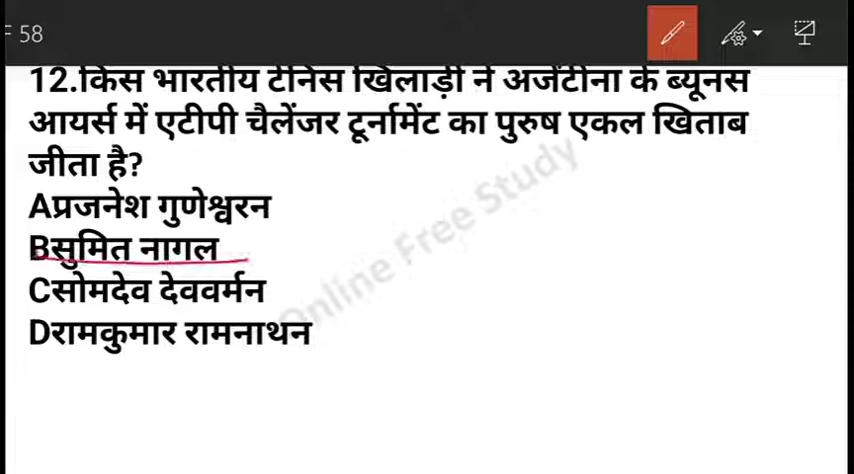 F 58
12.किस भारतीय टेनिस खिलाड़ी ने अर्जेंटीना के ब्यूनस
आयर्स में एटीपी चैलेंजर टूर्नामेंट का पुरुष एकल खिताब
जीता है?
Aप्रजनेश गुणेश्वरन
Bसुमित नागल
Cसोमदेव देववर्मन
Dरामकुमार रामनाथन
Online Free Study